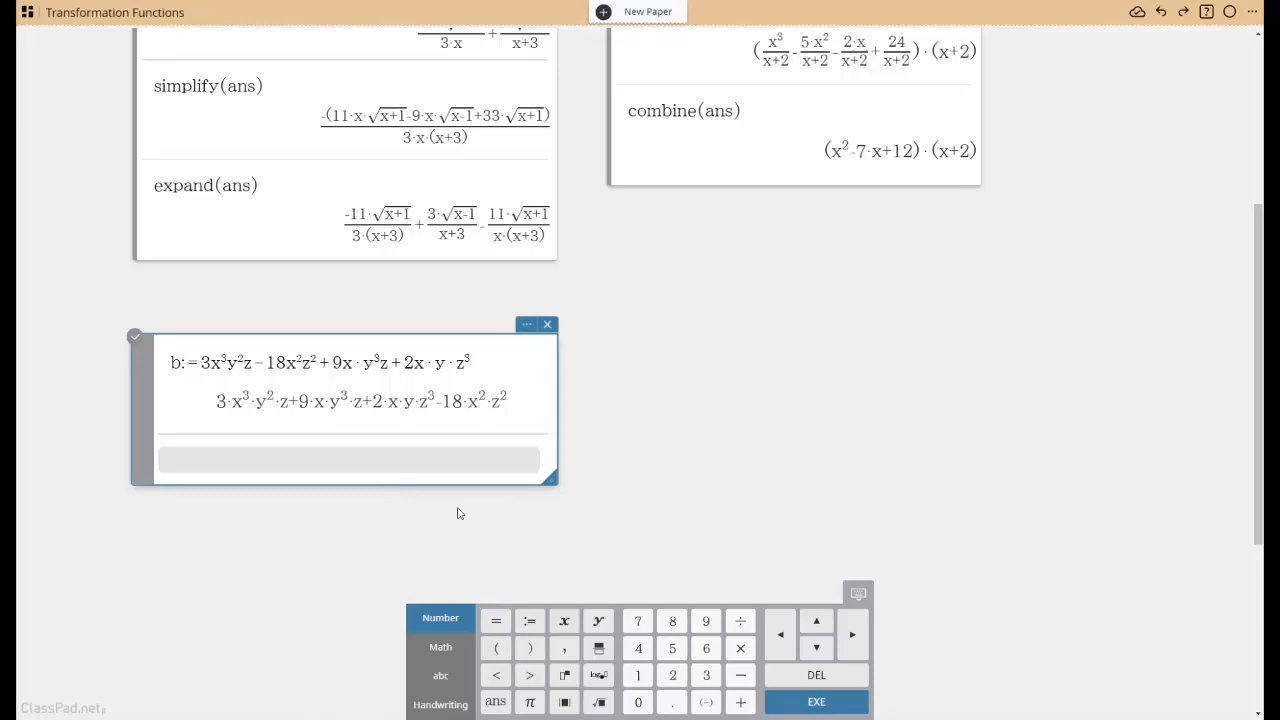 Transformation Functions
New Paper
3·x + x+3
simplify(ans)
-(11·x·√x+1-9·x·√x-1+33·√x+1)
3·x·(x+3)
expand(ans)
-11·√x+1 + 3·√x-1 - 11·√x+1
3·(x+3) x+3 x·(x+3)
(x³ - 5·x² - 2·x + 24)·(x+2)
x+2 x+2 x+2 x+2
combine(ans)
(x²-7·x+12)·(x+2)
b:=3x³y²z−18x²z²+9x·y³z+2x·y·z³
3·x³·y²·z+9·x·y³·z+2·x·y·z³-18·x²·z²
Number = := x y 7 8 9 ÷ ◄ ▲ ►
Math ( ) , 4 5 6 × ▼
abc < > log 1 2 3 − DEL
Handwriting ans π |■| √■ 0 . (−) + EXE
ClassPad.net